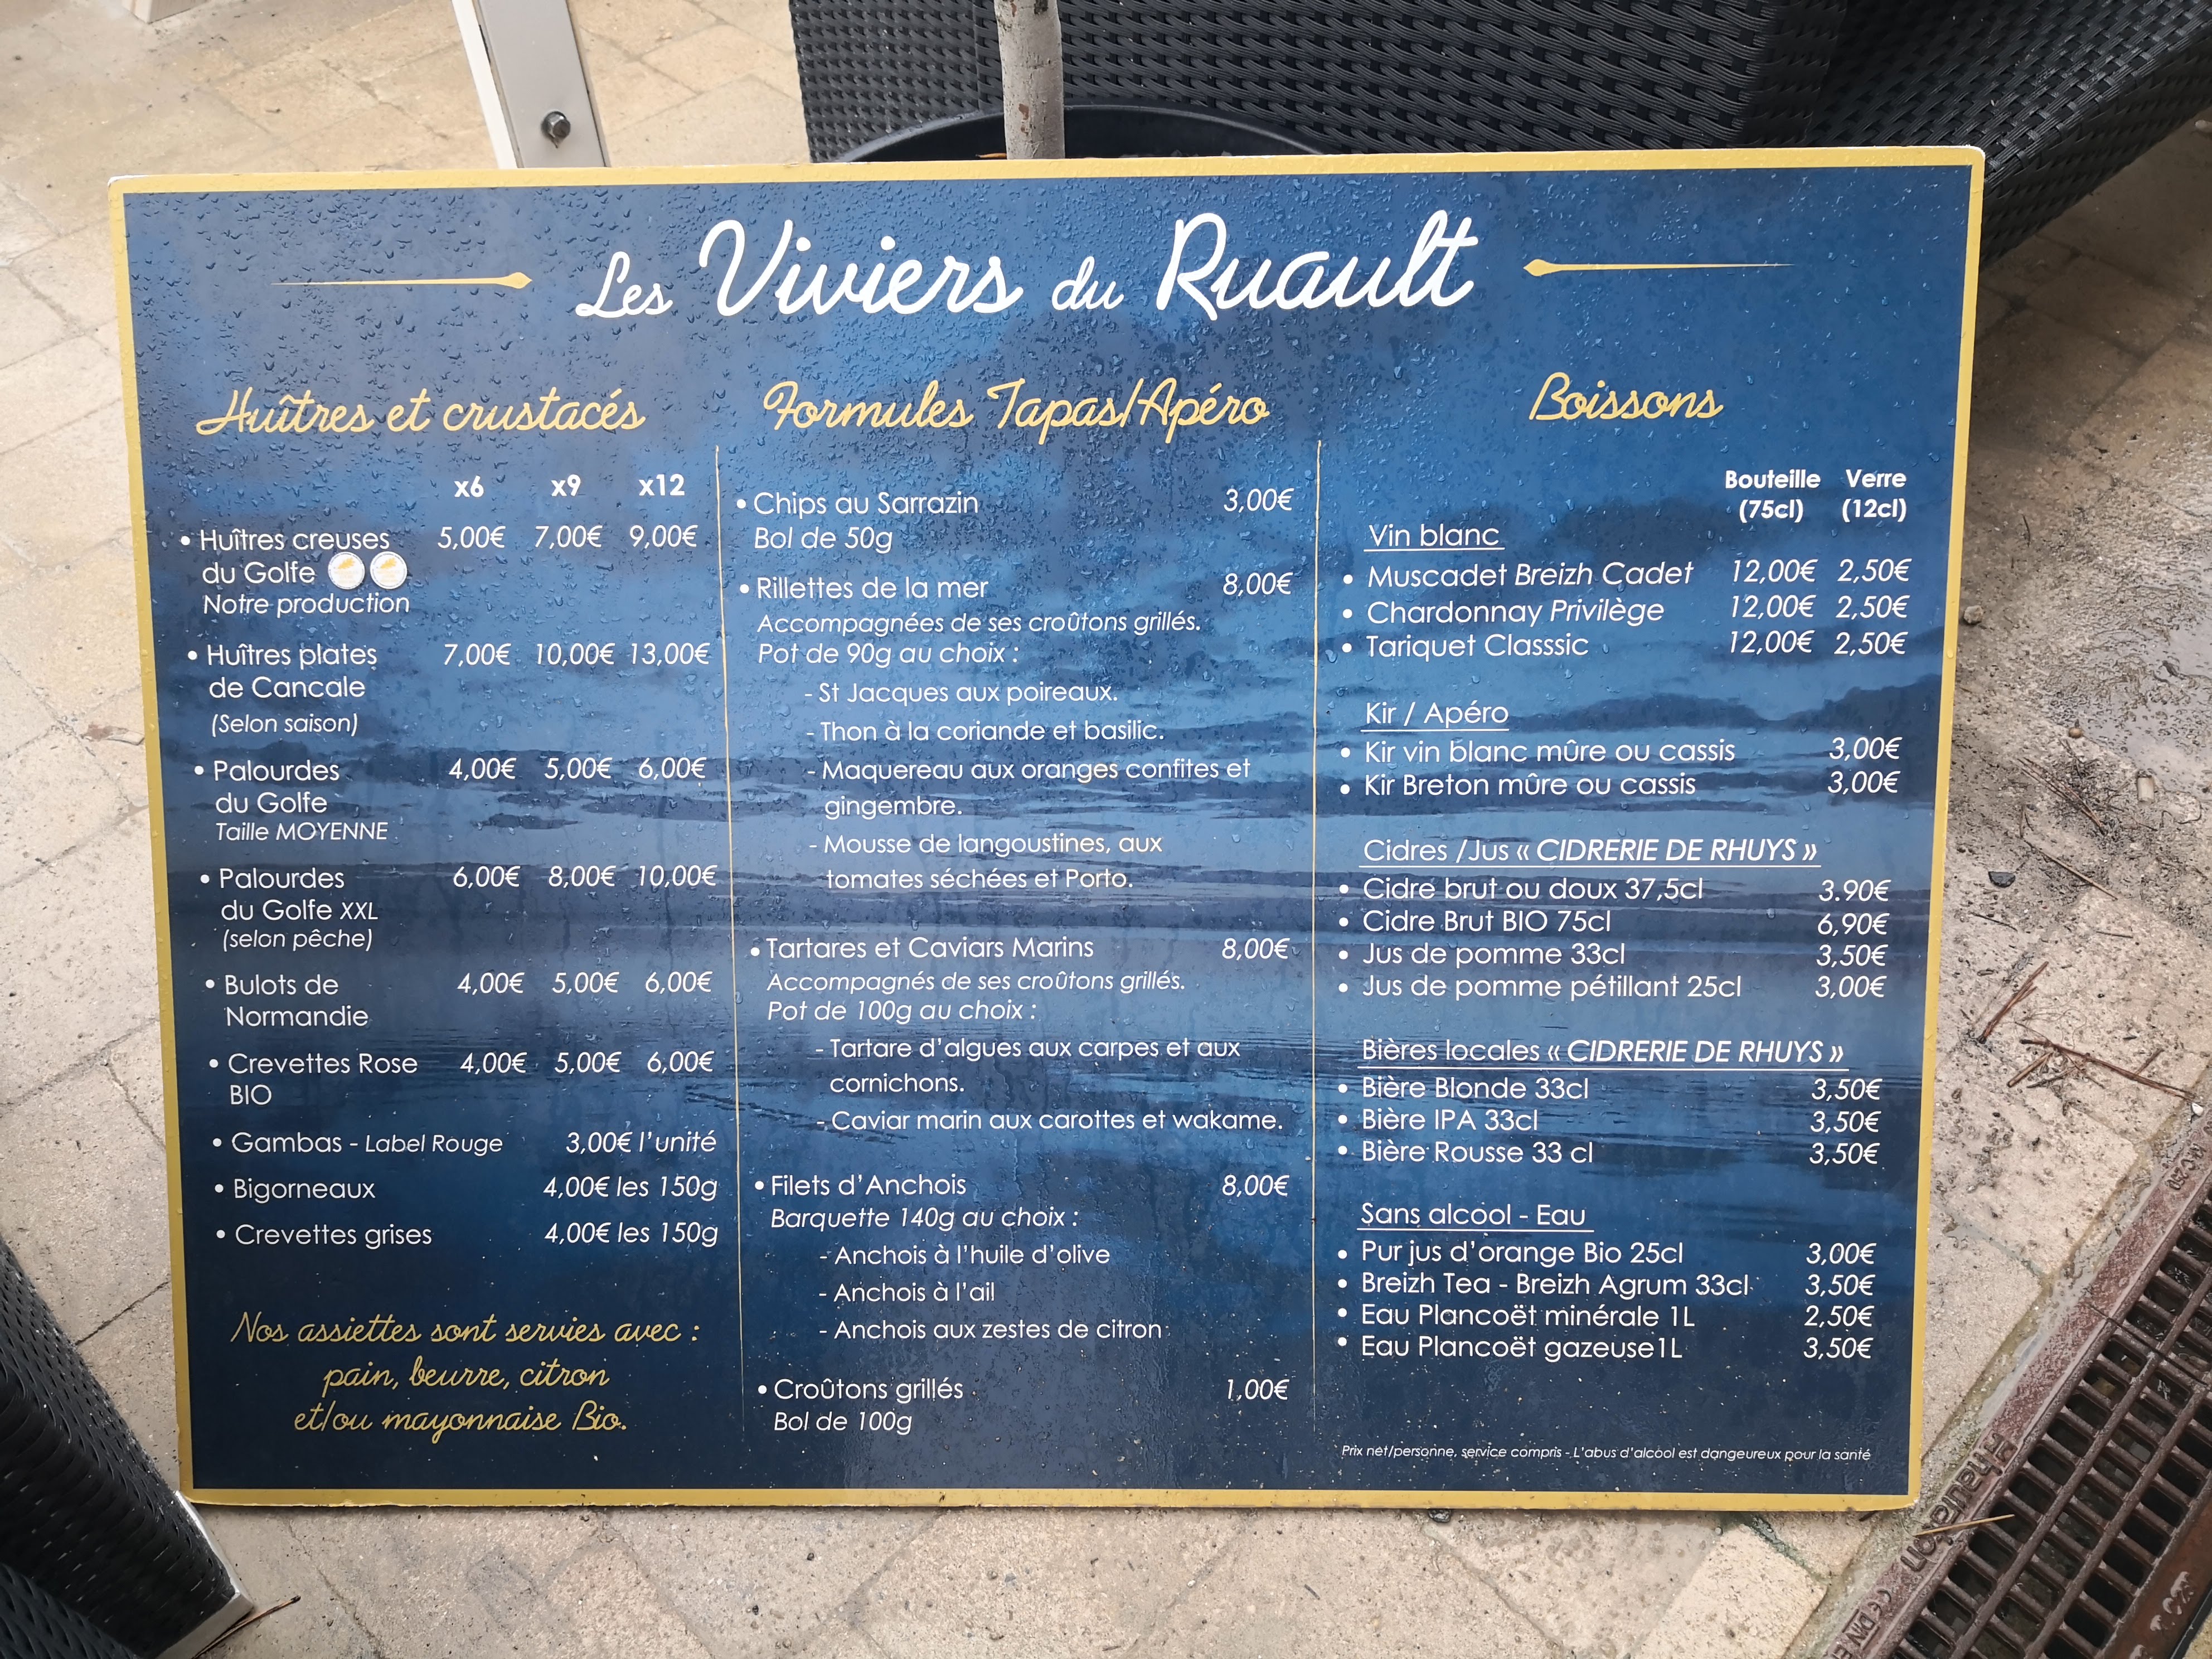 Les Viviers du Ruault
Huîtres et crustacés
x6 x9 x12
• Huîtres creuses 5,00€ 7,00€ 9,00€
du Golfe
Notre production
• Huîtres plates 7,00€ 10,00€ 13,00€
de Cancale
(Selon saison)
• Palourdes 4,00€ 5,00€ 6,00€
du Golfe
Taille MOYENNE
• Palourdes 6,00€ 8,00€ 10,00€
du Golfe XXL
(selon pêche)
• Bulots de 4,00€ 5,00€ 6,00€
Normandie
• Crevettes Rose 4,00€ 5,00€ 6,00€
BIO
• Gambas - Label Rouge 3,00€ l'unité
• Bigorneaux 4,00€ les 150g
• Crevettes grises 4,00€ les 150g
Nos assiettes sont servies avec :
pain, beurre, citron
et/ou mayonnaise Bio.
Formules Tapas/Apéro
• Chips au Sarrazin 3,00€
Bol de 50g
• Rillettes de la mer 8,00€
Accompagnées de ses croûtons grillés.
Pot de 90g au choix :
- St Jacques aux poireaux.
- Thon à la coriande et basilic.
- Maquereau aux oranges confites et
gingembre.
- Mousse de langoustines, aux
tomates séchées et Porto.
• Tartares et Caviars Marins 8,00€
Accompagnés de ses croûtons grillés.
Pot de 100g au choix :
- Tartare d'algues aux carpes et aux
cornichons.
- Caviar marin aux carottes et wakame.
• Filets d'Anchois 8,00€
Barquette 140g au choix :
- Anchois à l'huile d'olive
- Anchois à l'ail
- Anchois aux zestes de citron
• Croûtons grillés 1,00€
Bol de 100g
Boissons
Bouteille Verre
(75cl) (12cl)
Vin blanc
• Muscadet Breizh Cadet 12,00€ 2,50€
• Chardonnay Privilège 12,00€ 2,50€
• Tariquet Classsic 12,00€ 2,50€
Kir / Apéro
• Kir vin blanc mûre ou cassis 3,00€
• Kir Breton mûre ou cassis 3,00€
Cidres /Jus « CIDRERIE DE RHUYS »
• Cidre brut ou doux 37,5cl 3.90€
• Cidre Brut BIO 75cl 6,90€
• Jus de pomme 33cl 3,50€
• Jus de pomme pétillant 25cl 3,00€
Bières locales « CIDRERIE DE RHUYS »
• Bière Blonde 33cl 3,50€
• Bière IPA 33cl 3,50€
• Bière Rousse 33 cl 3,50€
Sans alcool - Eau
• Pur jus d'orange Bio 25cl 3,00€
• Breizh Tea - Breizh Agrum 33cl 3,50€
• Eau Plancoët minérale 1L 2,50€
• Eau Plancoët gazeuse1L 3,50€
Prix net/personne, service compris - L'abus d'alcool est dangeureux pour la santé